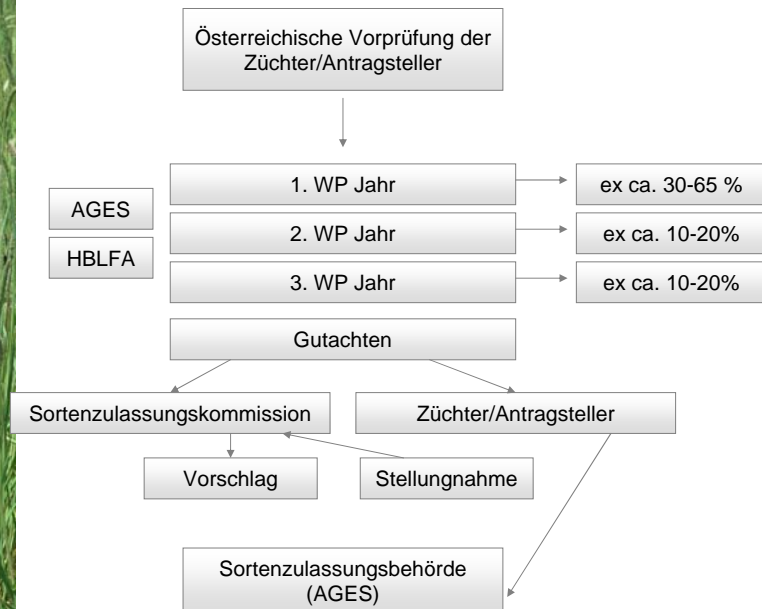 Österreichische Vorprüfung der
Züchter/Antragsteller
1. WP Jahr
ex ca. 30-65 %
AGES
2. WP Jahr
ex ca. 10-20%
HBLFA
3. WP Jahr
ex ca. 10-20%
Gutachten
Sortenzulassungskommission
Züchter/Antragsteller
Vorschlag
Stellungnahme
Sortenzulassungsbehörde
(AGES)